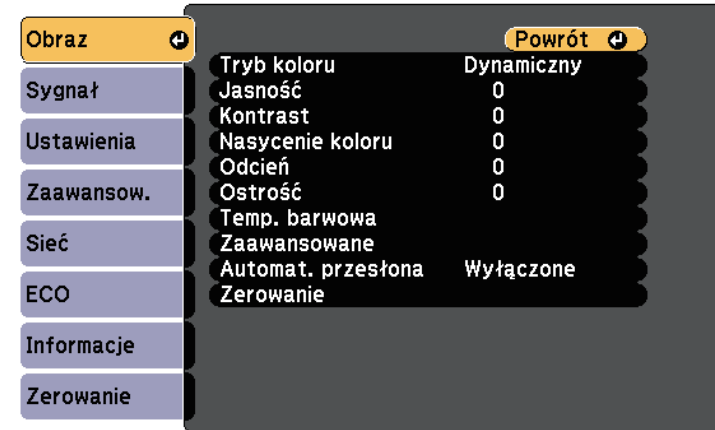 Obraz
Sygnał
Ustawienia
Zaawansow.
Sieć
ECO
Informacje
Zerowanie
Powrót
Tryb koloru Dynamiczny
Jasność 0
Kontrast 0
Nasycenie koloru 0
Odcień 0
Ostrość 0
Temp. barwowa
Zaawansowane
Automat. przesłona Wyłączone
Zerowanie